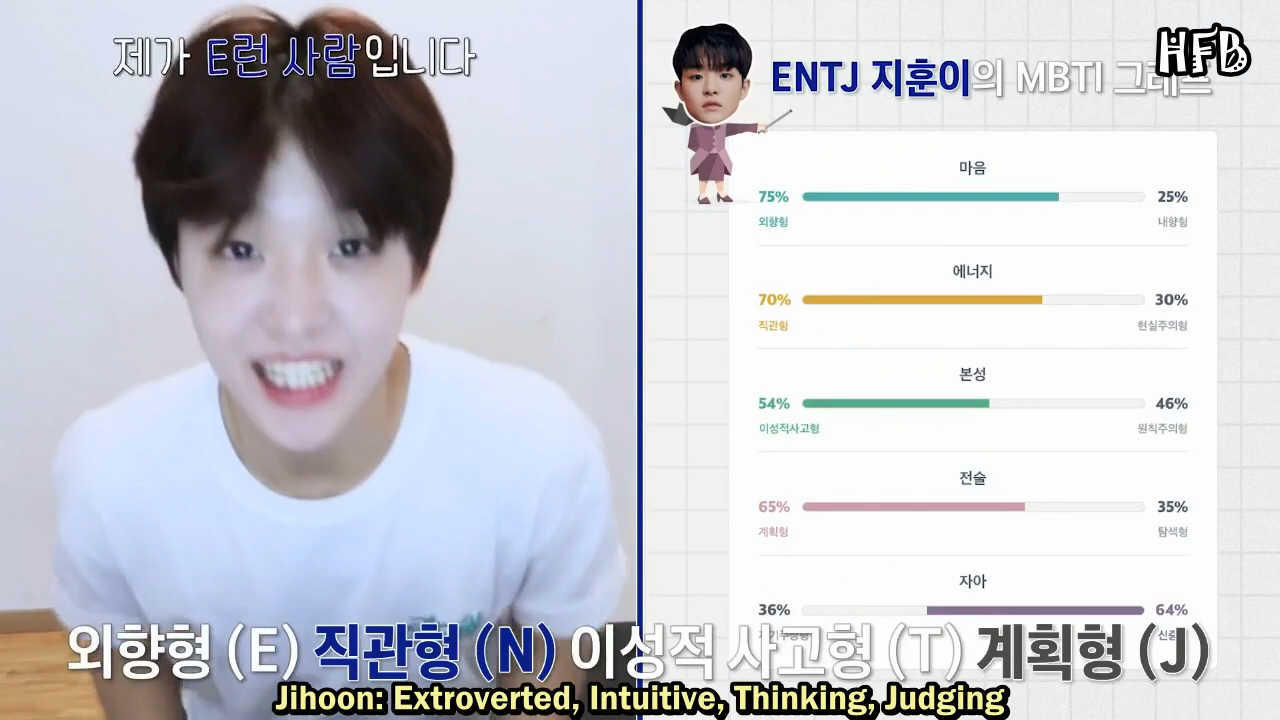 제가 E런 사람입니다
HFB
ENTJ 지훈이의 MBTI 그래프
마음
75% 25%
외향형 내향형
에너지
70% 30%
직관형 현실주의형
본성
54% 46%
이성적사고형 원칙주의형
전술
65% 35%
계획형 탐색형
자아
36% 64%
외향형 (E) 직관형 (N) 이성적 사고형 (T) 계획형 (J)
Jihoon: Extroverted, Intuitive, Thinking, Judging